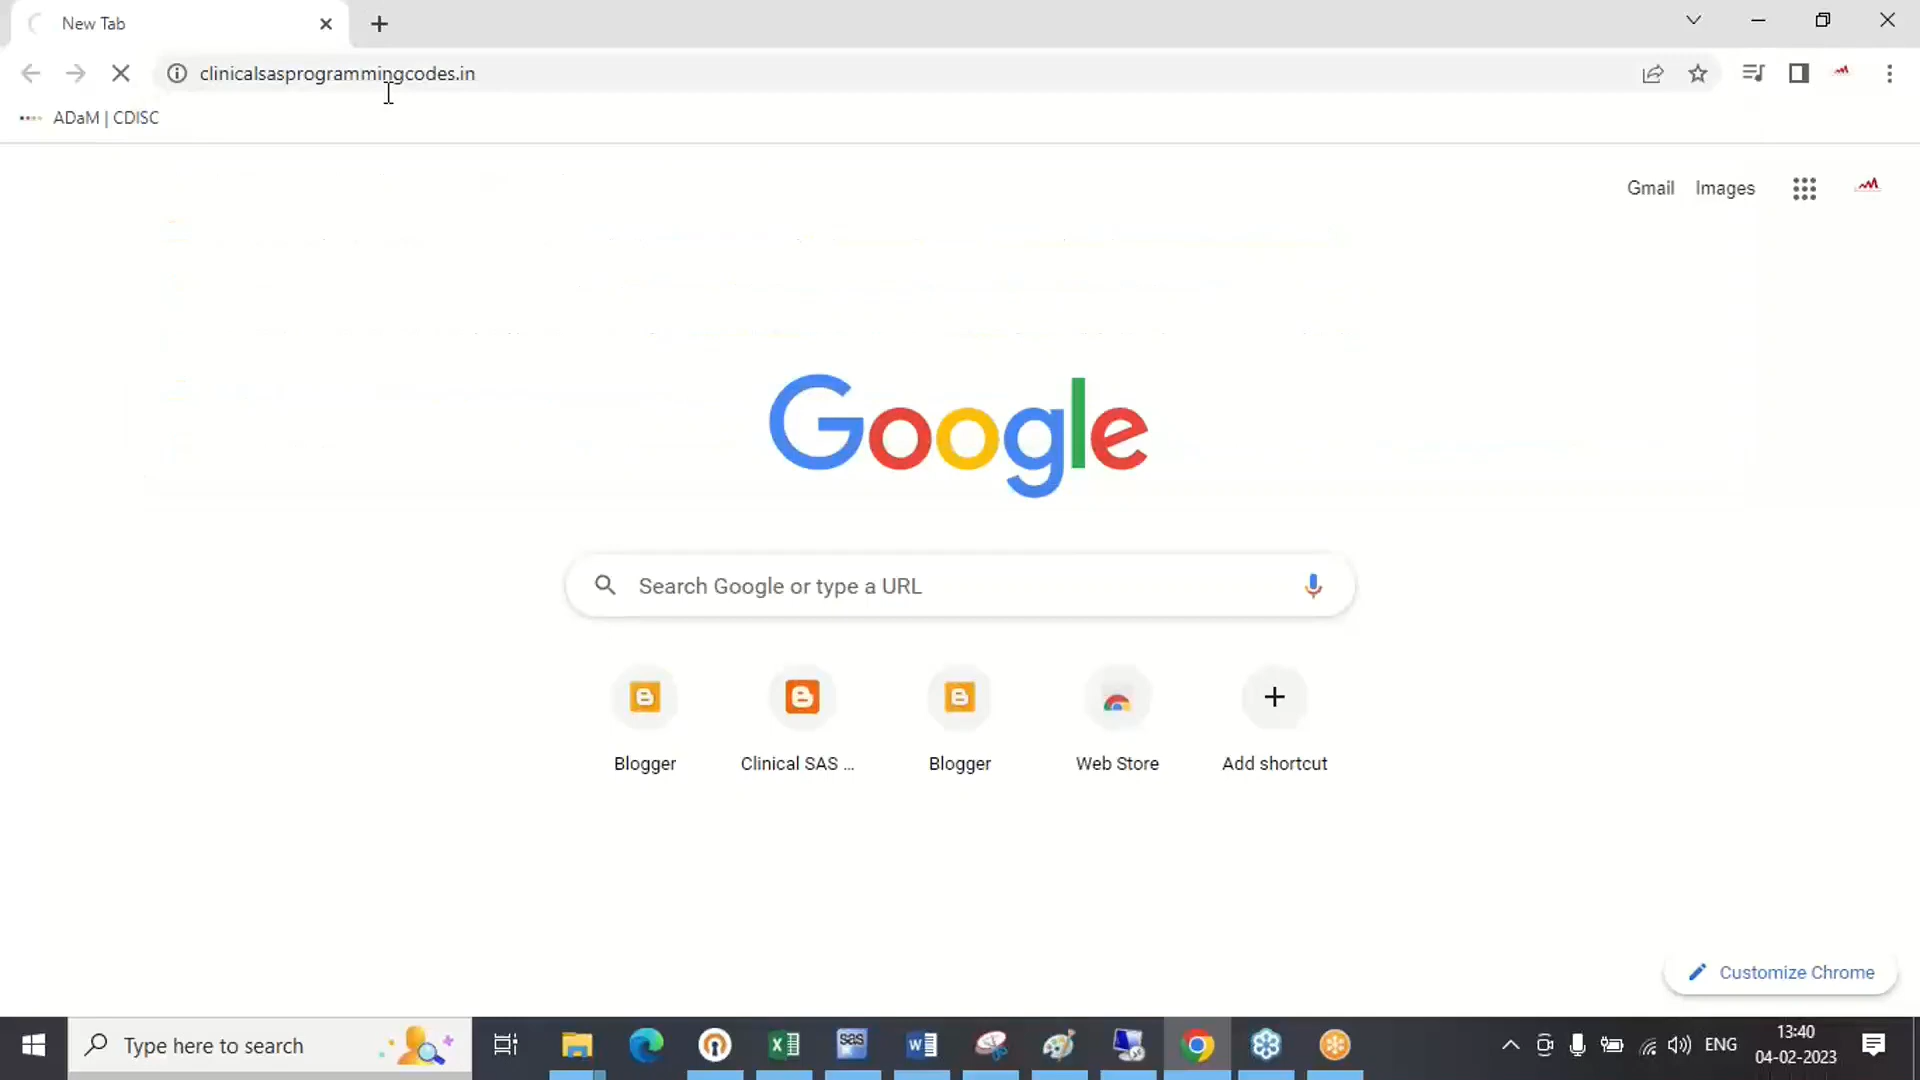 New Tab
clinicalsasprogrammingcodes.in
ADaM | CDISC
Gmail Images
Google
Search Google or type a URL
Blogger Clinical SAS ... Blogger Web Store Add shortcut
Customize Chrome
Type here to search
sas
ENG
13:40
04-02-2023